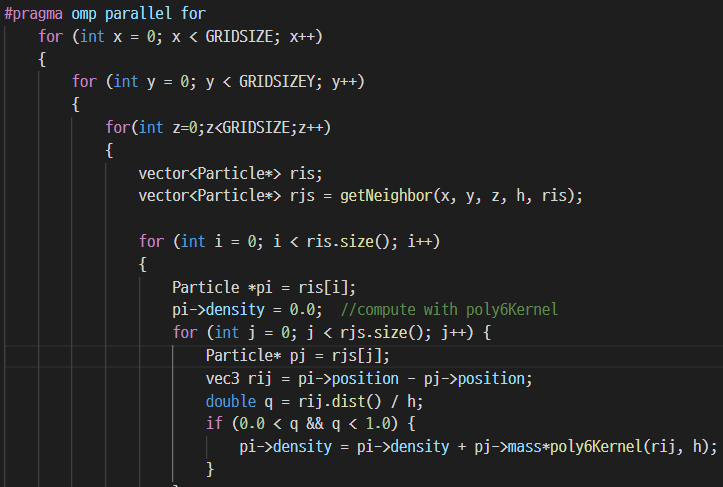 #pragma omp parallel for
for (int x = 0; x < GRIDSIZE; x++)
{
for (int y = 0; y < GRIDSIZEY; y++)
{
for(int z=0;z<GRIDSIZE;z++)
{
vector<Particle*> ris;
vector<Particle*> rjs = getNeighbor(x, y, z, h, ris);
for (int i = 0; i < ris.size(); i++)
{
Particle *pi = ris[i];
pi->density = 0.0;  //compute with poly6Kernel
for (int j = 0; j < rjs.size(); j++) {
Particle* pj = rjs[j];
vec3 rij = pi->position - pj->position;
double q = rij.dist() / h;
if (0.0 < q && q < 1.0) {
pi->density = pi->density + pj->mass*poly6Kernel(rij, h);
}